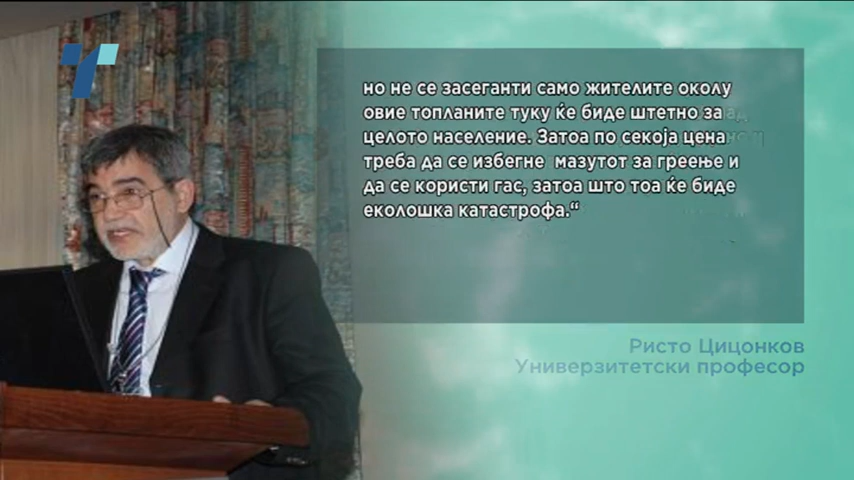 но не се засеганти само жителите околу
овие топланите туку ќе биде штетно за
целото население. Затоа по секоја цена
треба да се избегне мазутот за греење и
да се користи гас, затоа што тоа ќе биде
еколошка катастрофа.“
Ристо Цицонков
Универзитетски професор